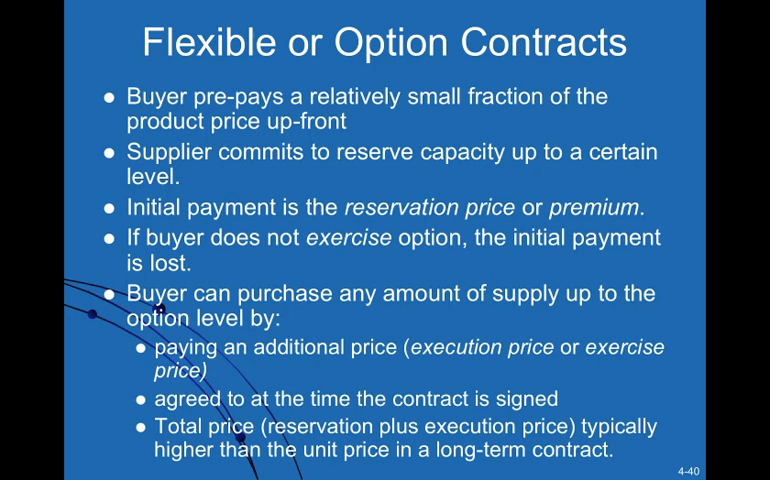 Flexible or Option Contracts
● Buyer pre-pays a relatively small fraction of the
product price up-front
● Supplier commits to reserve capacity up to a certain
level.
● Initial payment is the reservation price or premium.
● If buyer does not exercise option, the initial payment
is lost.
● Buyer can purchase any amount of supply up to the
option level by:
● paying an additional price (execution price or exercise
price)
● agreed to at the time the contract is signed
● Total price (reservation plus execution price) typically
higher than the unit price in a long-term contract.
4-40